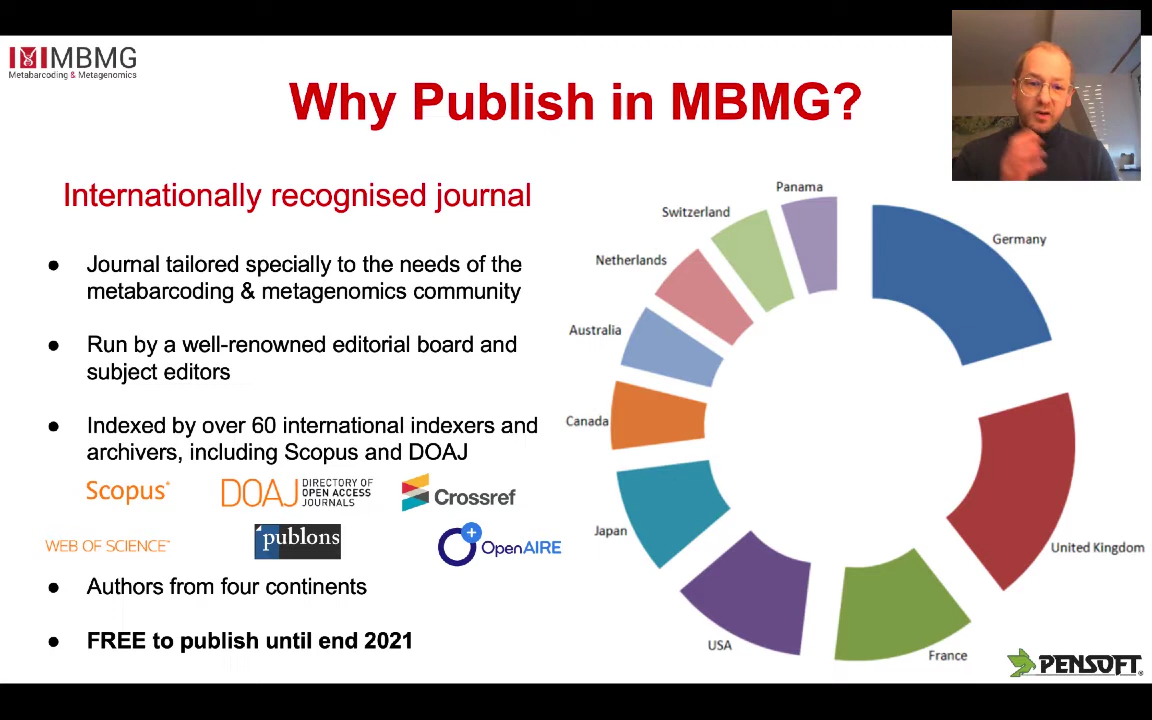 MBMG
Metabarcoding & Metagenomics
Why Publish in MBMG?
Internationally recognised journal
● Journal tailored specially to the needs of the
metabarcoding & metagenomics community
● Run by a well-renowned editorial board and
subject editors
● Indexed by over 60 international indexers and
archivers, including Scopus and DOAJ
Scopus®
DOAJ DIRECTORY OF
OPEN ACCESS
JOURNALS
Crossref
WEB OF SCIENCE™
publons
OpenAIRE
● Authors from four continents
● FREE to publish until end 2021
Panama
Switzerland
Germany
Netherlands
Australia
Canada
Japan
United Kingdom
USA
France
PENSOFT®